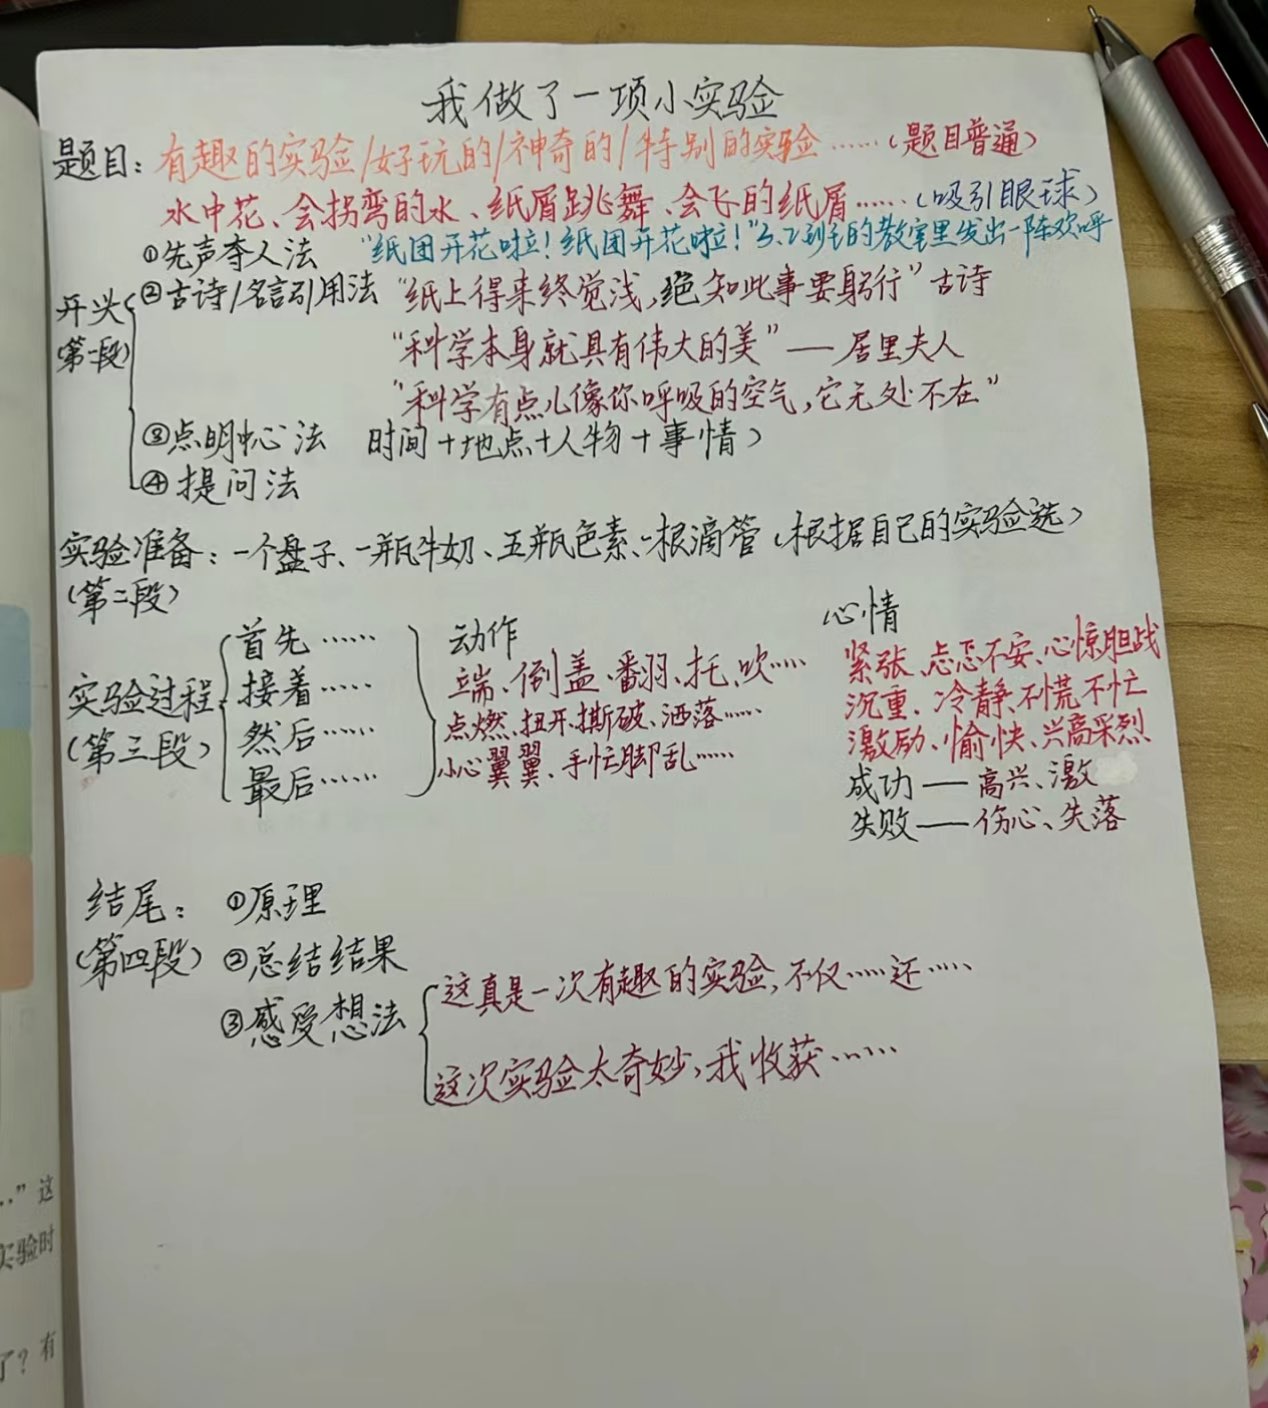 我做了一项小实验
题目：有趣的实验/好玩的/神奇的/特别的实验……（题目普通）
水中花、会拐弯的水、纸屑跳舞、会飞的纸屑……（吸引眼球）
①先声夺人法 “纸团开花啦！纸团开花啦！”3.2班的教室里发出一阵欢呼
开头
(第一段)
②古诗/名言引用法 “纸上得来终觉浅，绝知此事要躬行”古诗
“科学本身就具有伟大的美”——居里夫人
“科学有点儿像你呼吸的空气，它无处不在”
③点明中心法 时间+地点+人物+事情）
④提问法
实验准备：一个盘子、一瓶牛奶、五瓶色素、一根滴管（根据自己的实验选）
(第二段)
实验过程
(第三段)
首先……
接着……
然后……
最后……
动作
端、倒盖、翻、托、吹……
点燃、扭开、撕破、洒落……
小心翼翼、手忙脚乱……
心情
紧张、忐忑不安、心惊胆战
沉重、冷静、不慌不忙
激励、愉快、兴高采烈
成功——高兴、激
失败——伤心、失落
结尾：
(第四段)
①原理
②总结结果
③感受想法
这真是一次有趣的实验，不仅……还……
这次实验太奇妙，我收获……
…”这
实验时
了？有